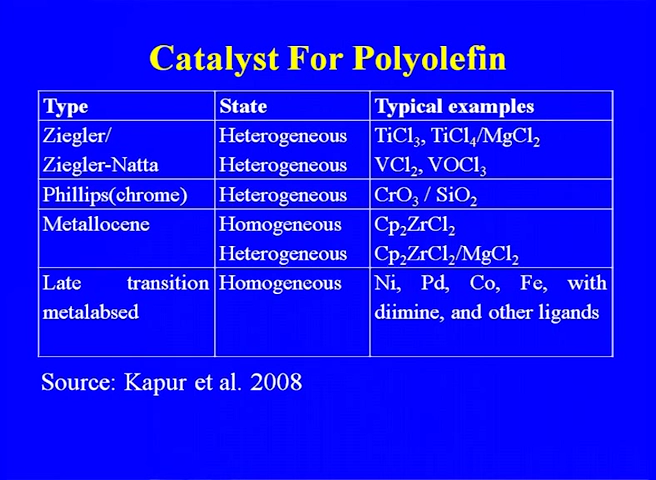 Catalyst For Polyolefin
Type State Typical examples
Ziegler/ Heterogeneous TiCl₃, TiCl₄/MgCl₂
Ziegler-Natta Heterogeneous VCl₂, VOCl₃
Phillips(chrome) Heterogeneous CrO₃ / SiO₂
Metallocene Homogeneous Cp₂ZrCl₂
Heterogeneous Cp₂ZrCl₂/MgCl₂
Late transition Homogeneous Ni, Pd, Co, Fe, with
metalabsed diimine, and other ligands
Source: Kapur et al. 2008